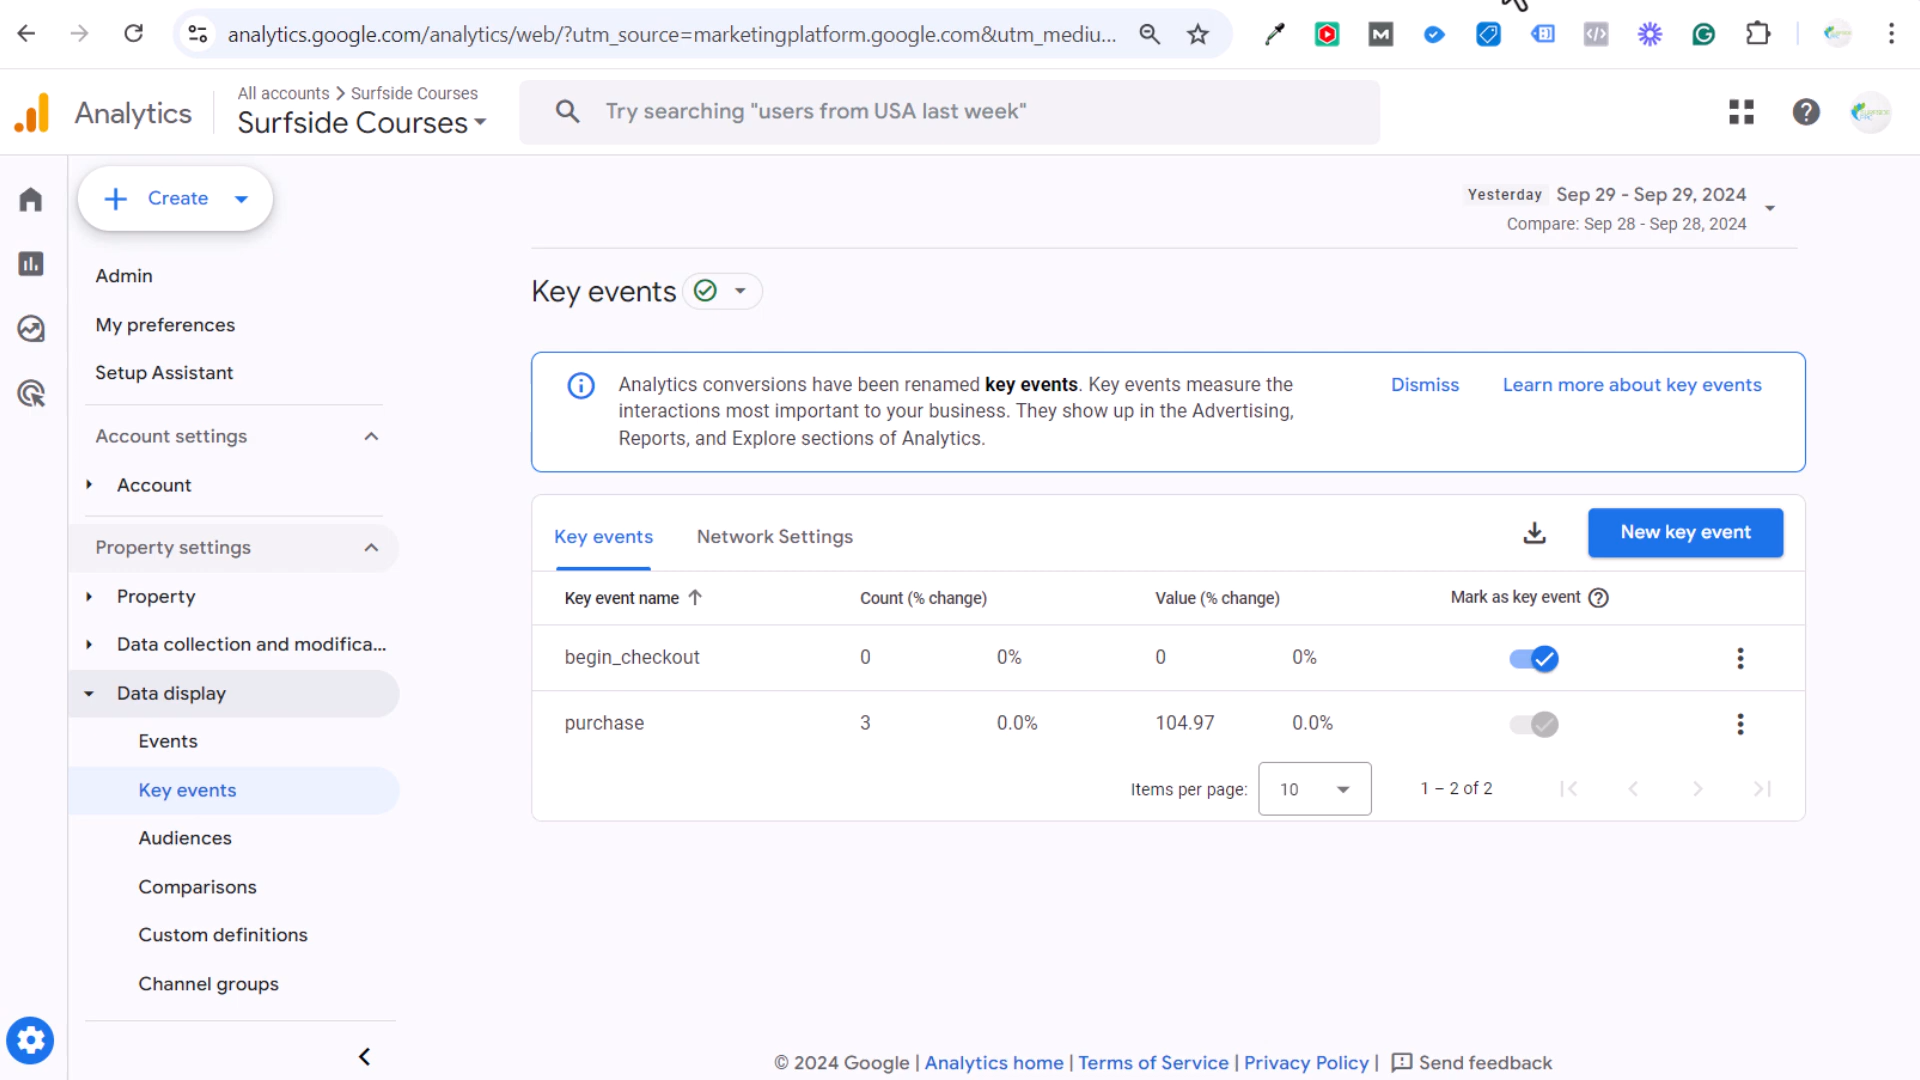 analytics.google.com/analytics/web/?utm_source=marketingplatform.google.com&utm_mediu...
Analytics
All accounts > Surfside Courses
Surfside Courses
Try searching "users from USA last week"
Create
Admin
My preferences
Setup Assistant
Account settings
Account
Property settings
Property
Data collection and modifica...
Data display
Events
Key events
Audiences
Comparisons
Custom definitions
Channel groups
Yesterday Sep 29 - Sep 29, 2024
Compare: Sep 28 - Sep 28, 2024
Key events
Analytics conversions have been renamed key events. Key events measure the
interactions most important to your business. They show up in the Advertising,
Reports, and Explore sections of Analytics.
Dismiss
Learn more about key events
Key events
Network Settings
New key event
Key event name
Count (% change)
Value (% change)
Mark as key event
begin_checkout 0 0% 0 0%
purchase 3 0.0% 104.97 0.0%
Items per page: 10 1 – 2 of 2
© 2024 Google | Analytics home | Terms of Service | Privacy Policy | Send feedback